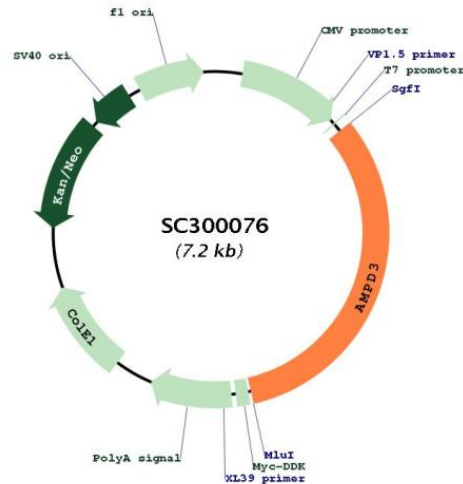 f1 ori
CMV promoter
SV40 ori
VP1.5 primer
T7 promoter
SgfI
Kan/Neo
SC300076
(7.2 kb)
AMPD3
ColE1
MluI
PolyA signal
Myc-DDK
XL39 primer